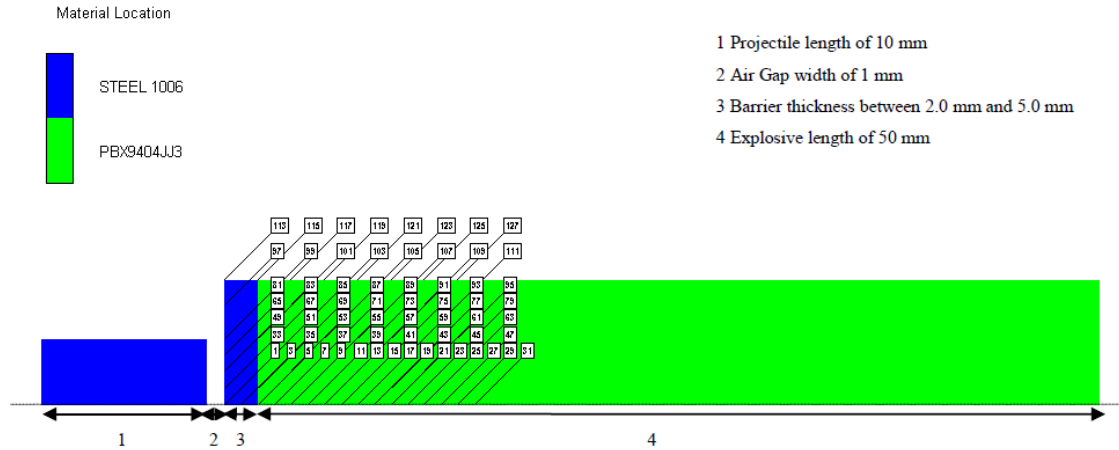 Material Location
STEEL 1006
PBX9404JJ3
1 Projectile length of 10 mm
2 Air Gap width of 1 mm
3 Barrier thickness between 2.0 mm and 5.0 mm
4 Explosive length of 50 mm
113 115 117 119 121 123 125 127
97 99 101 103 105 107 109 111
81 83 85 87 89 91 93 95
65 67 69 71 73 75 77 79
49 51 53 55 57 59 61 63
33 35 37 39 41 43 45 47
1 3 5 7 9 11 13 15 17 19 21 23 25 27 29 31
1 2 3 4